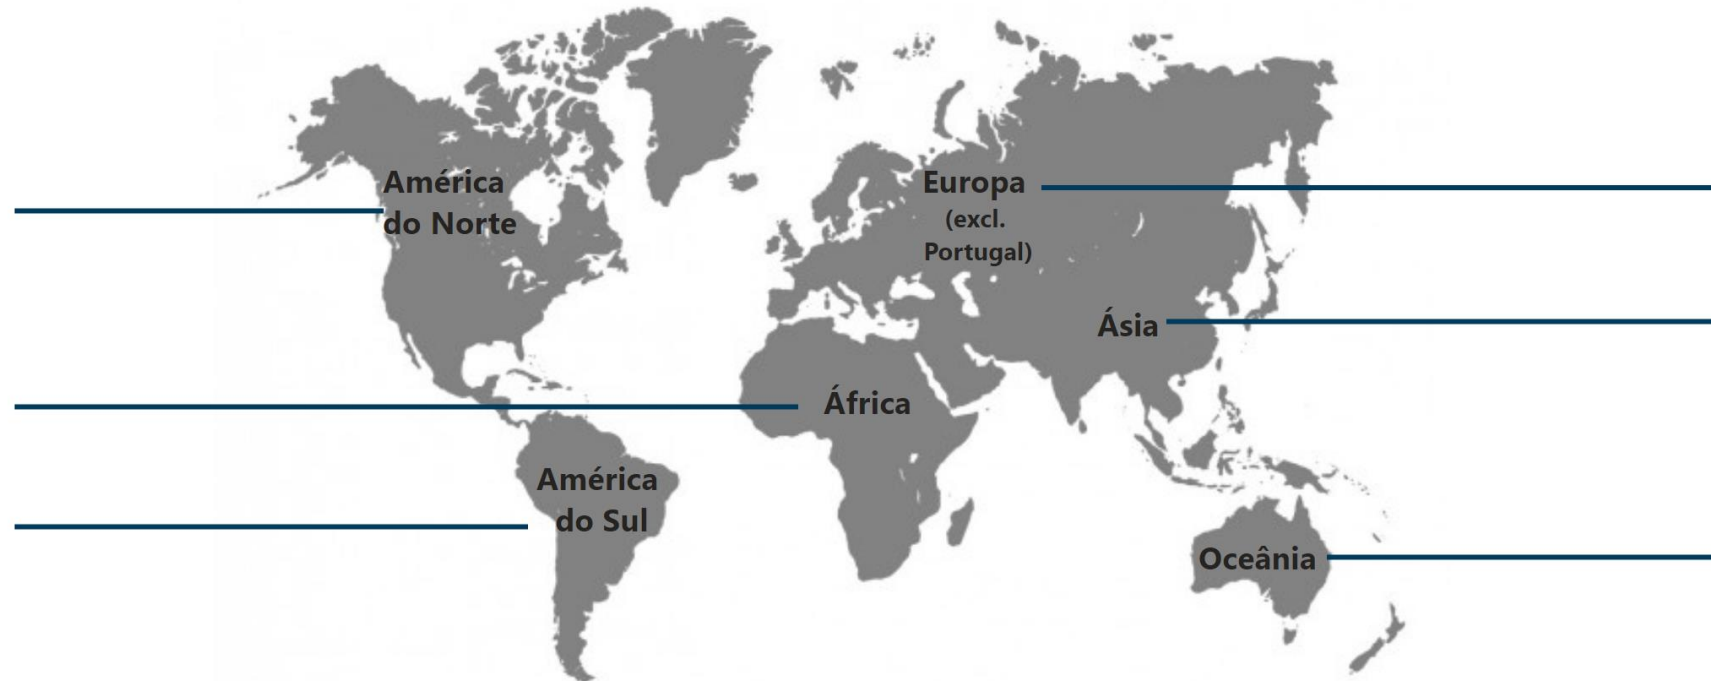 América
do Norte
Europa
(excl.
Portugal)
Ásia
África
América
do Sul
Oceânia